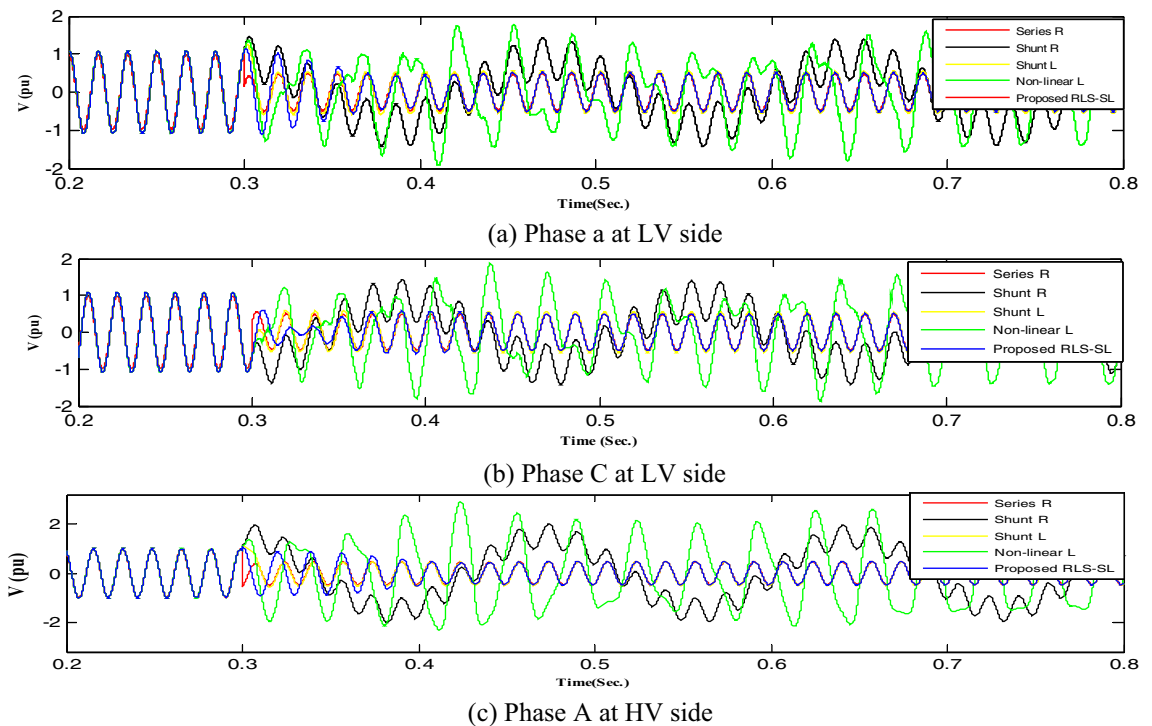 2
1
0
-1
-2
V (pu)
Series R
Shunt R
Shunt L
Non-linear L
Proposed RLS-SL
0.2 0.3 0.4 0.5 0.6 0.7 0.8
Time(Sec.)
(a) Phase a at LV side
2
1
0
-1
-2
V (pu)
Series R
Shunt R
Shunt L
Non-linear L
Proposed RLS-SL
0.2 0.3 0.4 0.5 0.6 0.7 0.8
Time (Sec.)
(b) Phase C at LV side
2
0
-2
V (pu)
Series R
Shunt R
Shunt L
Non-linear L
Proposed RLS-SL
0.2 0.3 0.4 0.5 0.6 0.7 0.8
Time(Sec.)
(c) Phase A at HV side